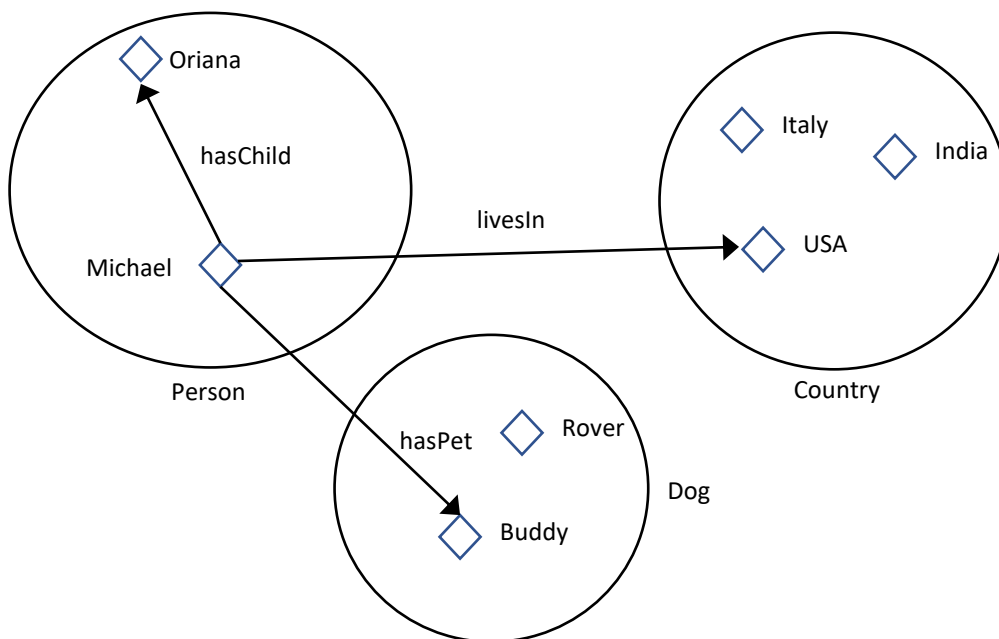 Oriana
Italy
India
hasChild
livesIn
USA
Michael
Person
Country
Rover
hasPet
Dog
Buddy